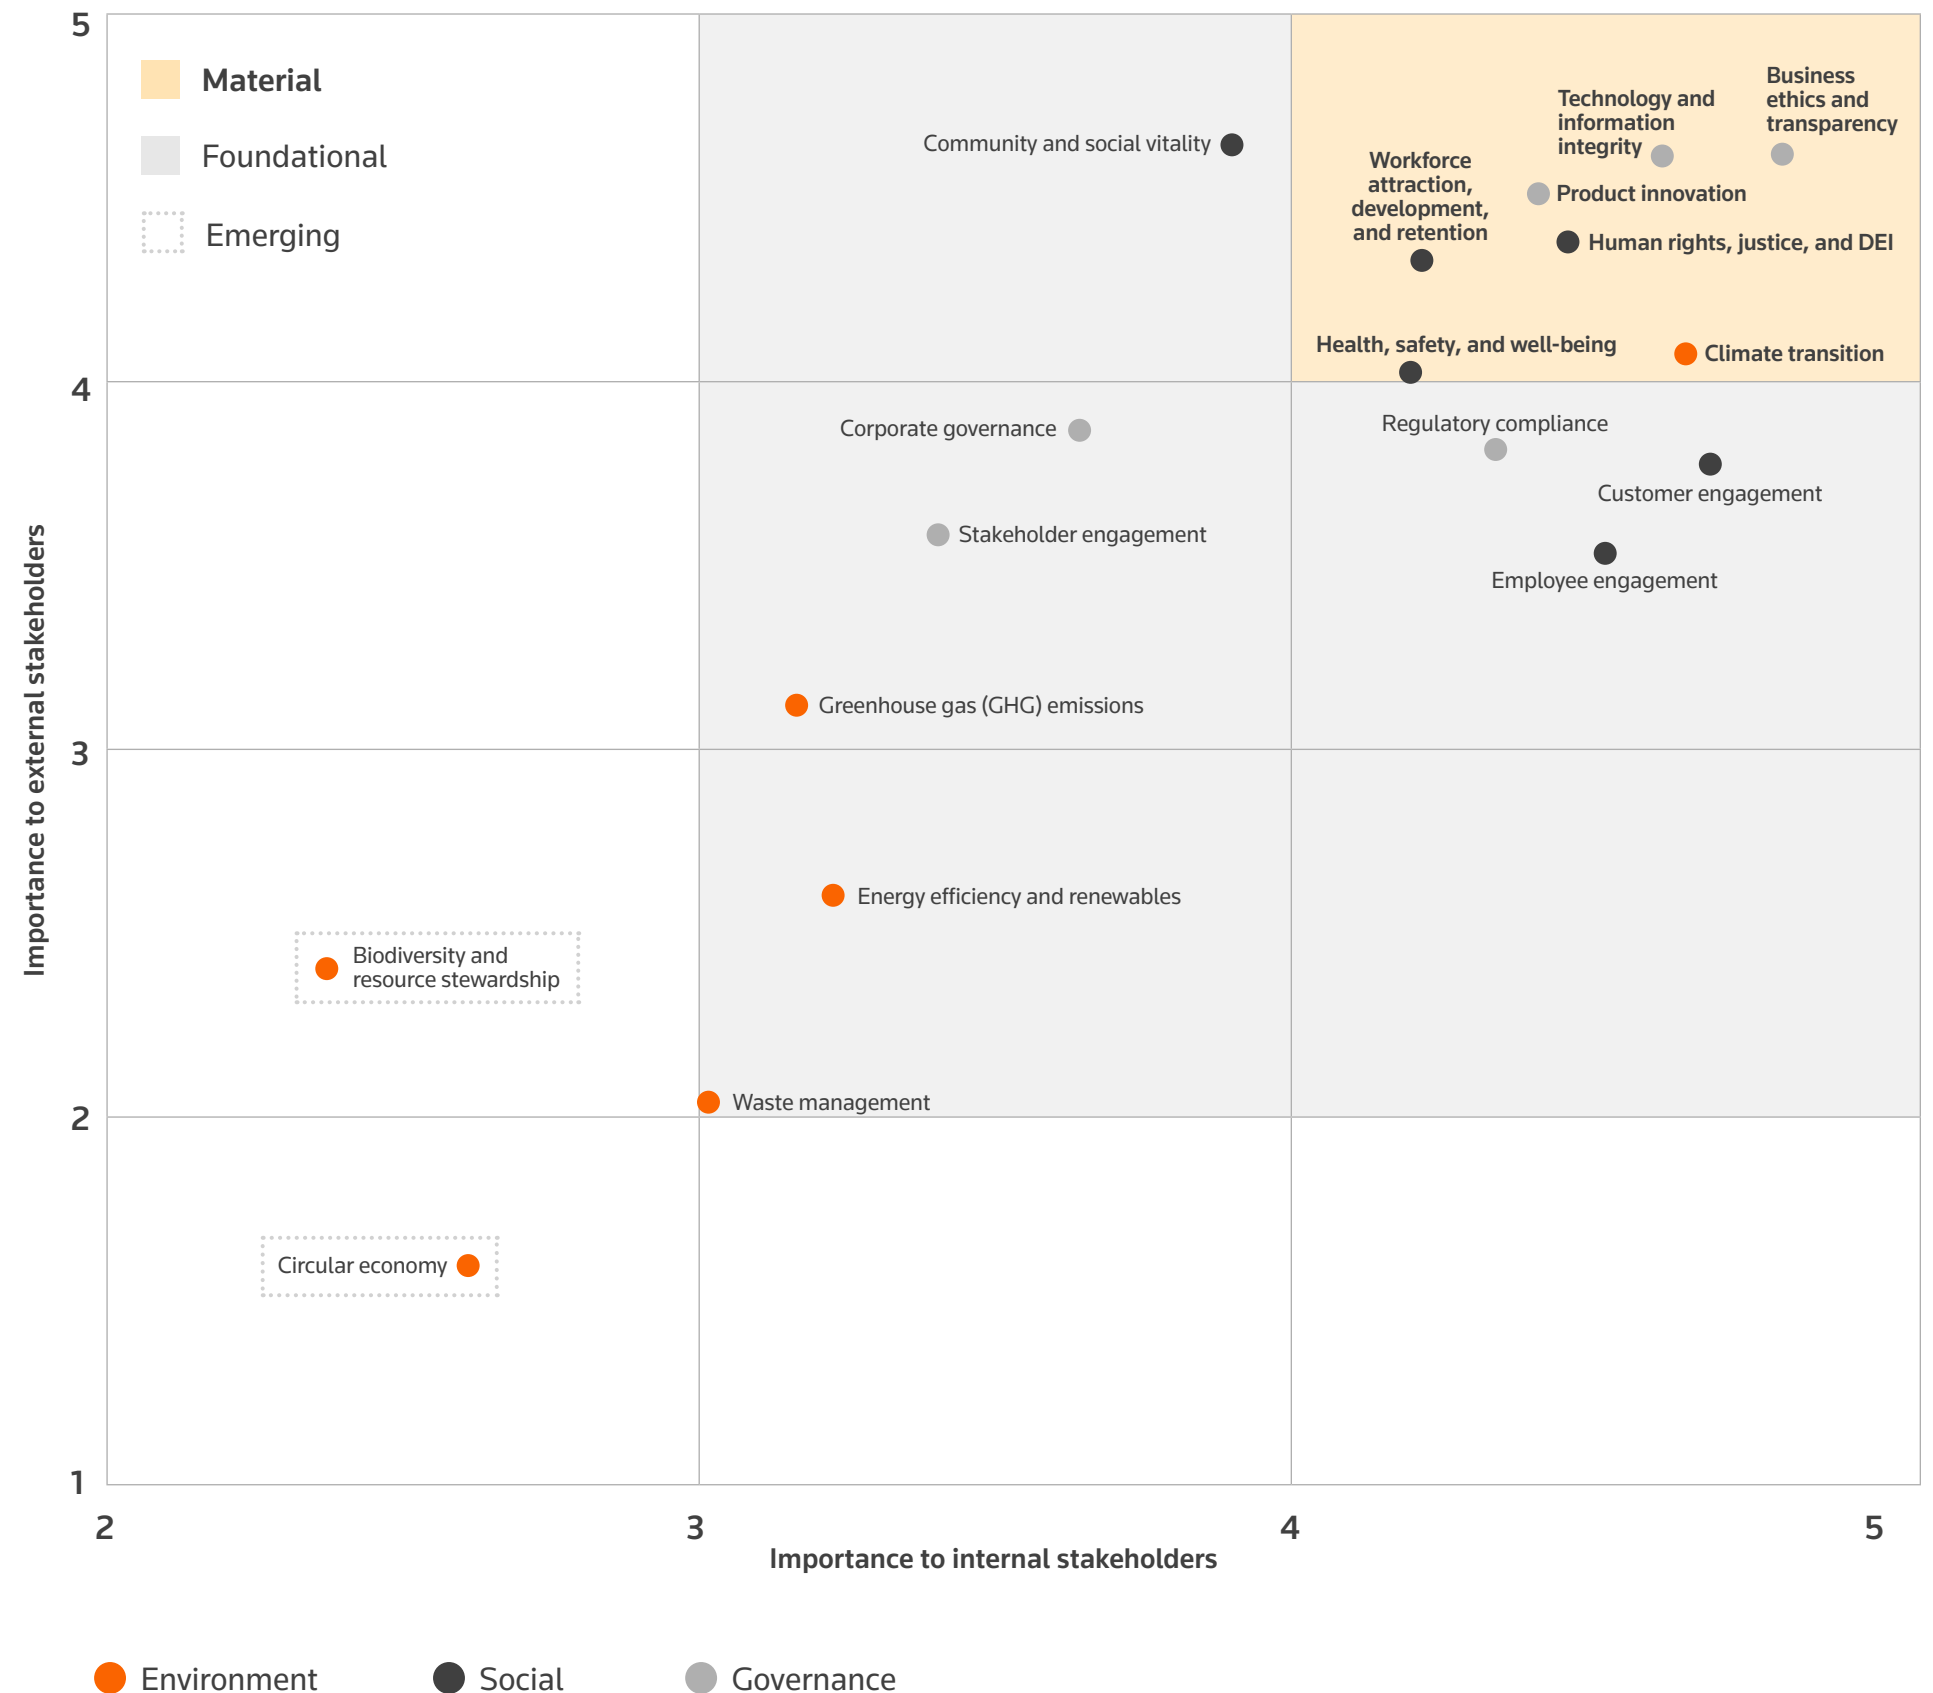 5
Material
Foundational
Emerging
Community and social vitality
Workforce
attraction,
development,
and retention
Technology and
information
integrity
Business
ethics and
transparency
Product innovation
Human rights, justice, and DEI
Health, safety, and well-being
Climate transition
4
Corporate governance
Regulatory compliance
Customer engagement
Stakeholder engagement
Employee engagement
Greenhouse gas (GHG) emissions
3
Importance to external stakeholders
Energy efficiency and renewables
Biodiversity and
resource stewardship
Waste management
2
Circular economy
1
2
3
4
5
Importance to internal stakeholders
Environment
Social
Governance